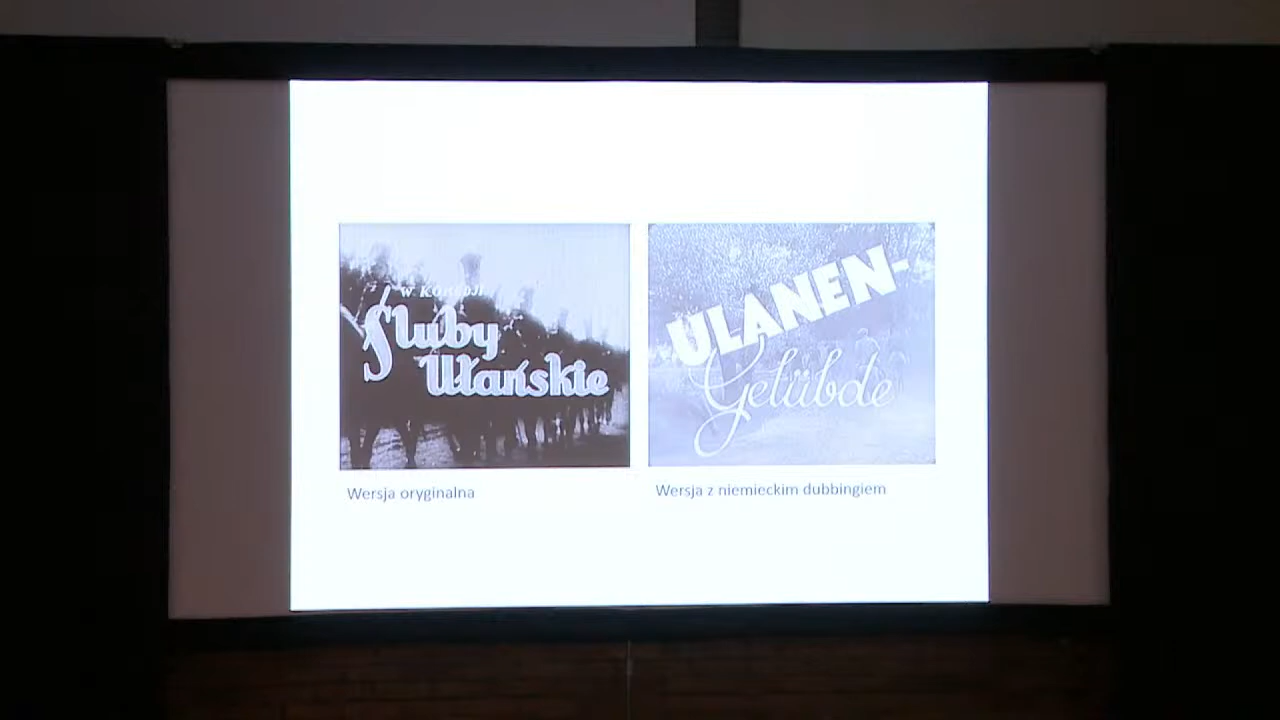 W KOMEDJI
Śluby
Ułańskie
ULANEN-
Gelübde
Wersja oryginalna
Wersja z niemieckim dubbingiem